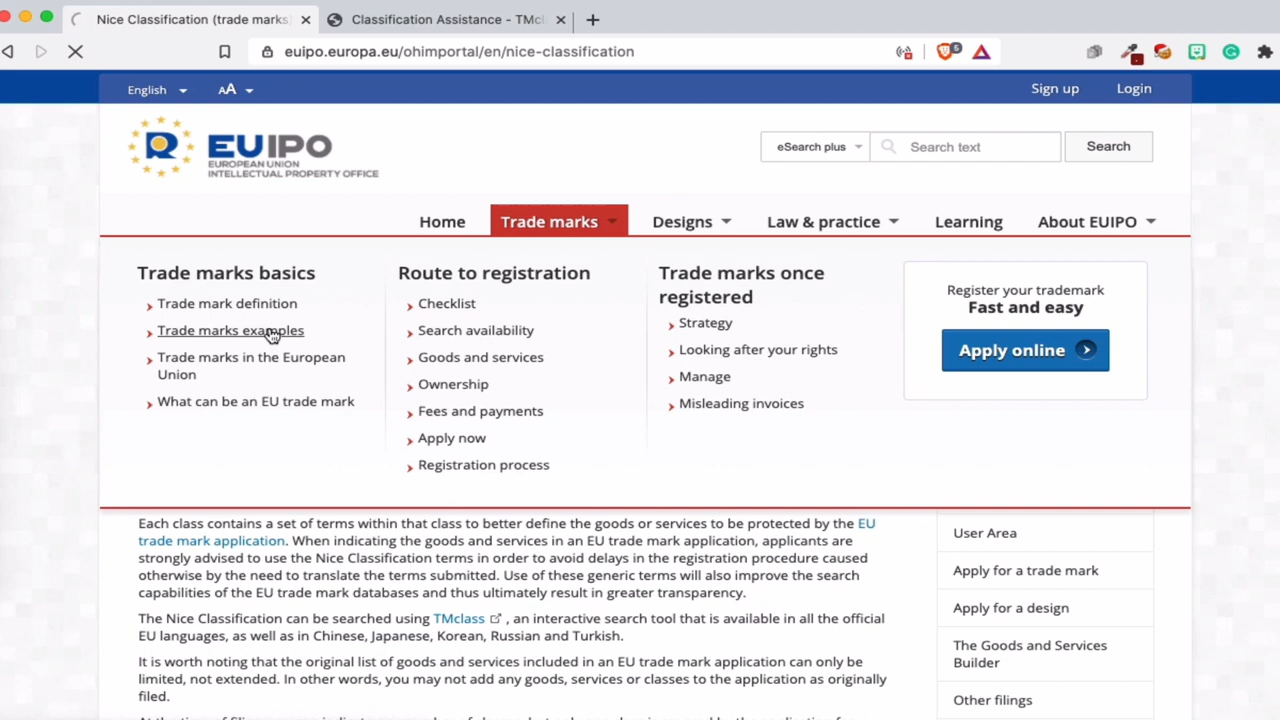 Nice Classification (trade marks)
Classification Assistance - TMcl
euipo.europa.eu/ohimportal/en/nice-classification
5
English
AA
Sign up
Login
R
EUIPO
EUROPEAN UNION
INTELLECTUAL PROPERTY OFFICE
eSearch plus
Search text
Search
Home
Trade marks
Designs
Law & practice
Learning
About EUIPO
Trade marks basics
Trade mark definition
Trade marks examples
Trade marks in the European
Union
What can be an EU trade mark
Route to registration
Checklist
Search availability
Goods and services
Ownership
Fees and payments
Apply now
Registration process
Trade marks once
registered
Strategy
Looking after your rights
Manage
Misleading invoices
Register your trademark
Fast and easy
Apply online
Each class contains a set of terms within that class to better define the goods or services to be protected by the EU
trade mark application. When indicating the goods and services in an EU trade mark application, applicants are
strongly advised to use the Nice Classification terms in order to avoid delays in the registration procedure caused
otherwise by the need to translate the terms submitted. Use of these generic terms will also improve the search
capabilities of the EU trade mark databases and thus ultimately result in greater transparency.
The Nice Classification can be searched using TMclass , an interactive search tool that is available in all the official
EU languages, as well as in Chinese, Japanese, Korean, Russian and Turkish.
It is worth noting that the original list of goods and services included in an EU trade mark application can only be
limited, not extended. In other words, you may not add any goods, services or classes to the application as originally
filed.
User Area
Apply for a trade mark
Apply for a design
The Goods and Services
Builder
Other filings